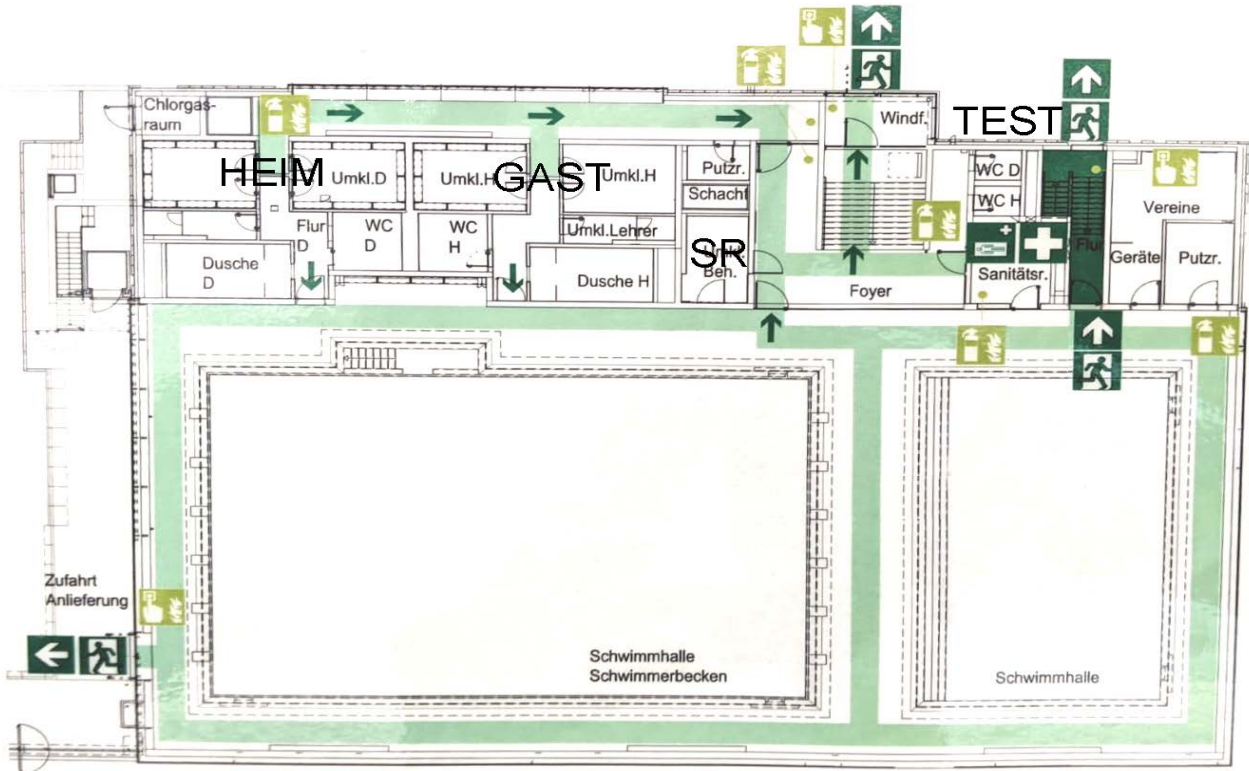 Chlorgas-
raum
HEIM
Umkl.D
Umkl.H
GAST
Umkl.H
Putzr.
Schacht
Windf.
TEST
WC D
WC H
Vereine
Flur
D
WC
D
WC
H
Umkl.Lehrer
SR
Beh.
Dusche
D
Dusche H
Foyer
Sanitätsr.
Flur
Geräte
Putzr.
Zufahrt
Anlieferung
Schwimmhalle
Schwimmerbecken
Schwimmhalle